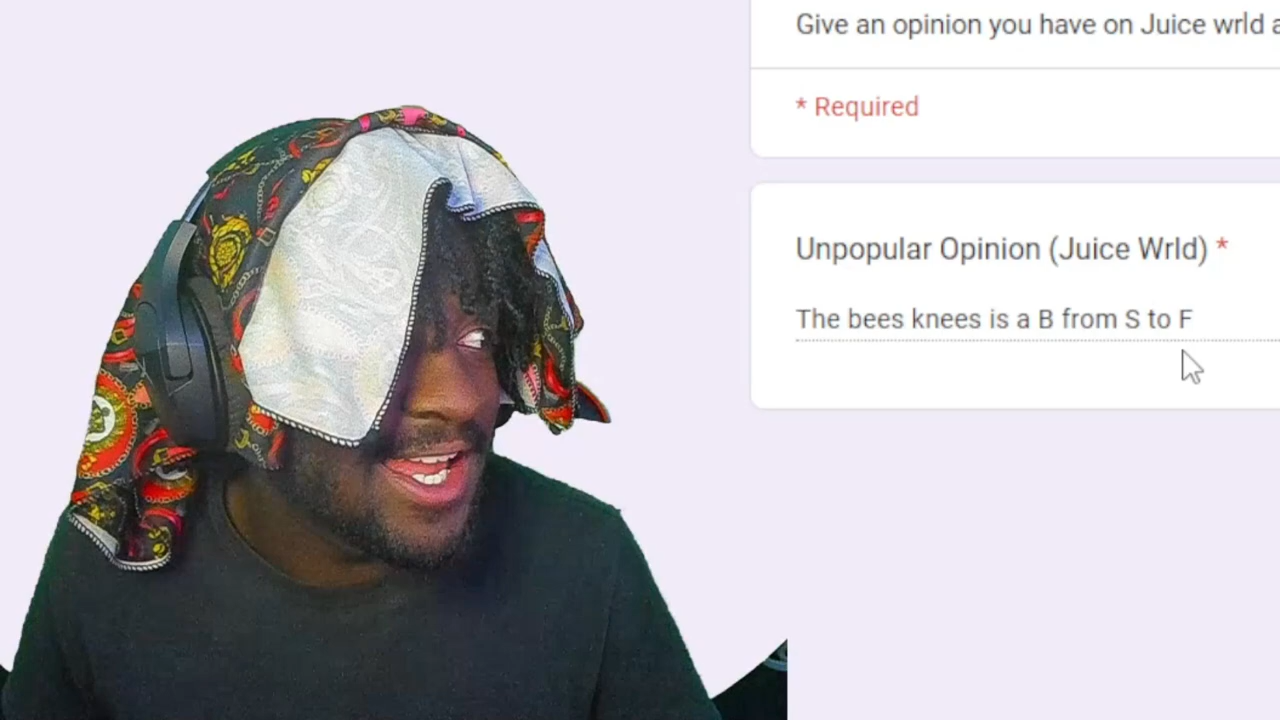 Give an opinion you have on Juice wrld
* Required
Unpopular Opinion (Juice Wrld) *
The bees knees is a B from S to F